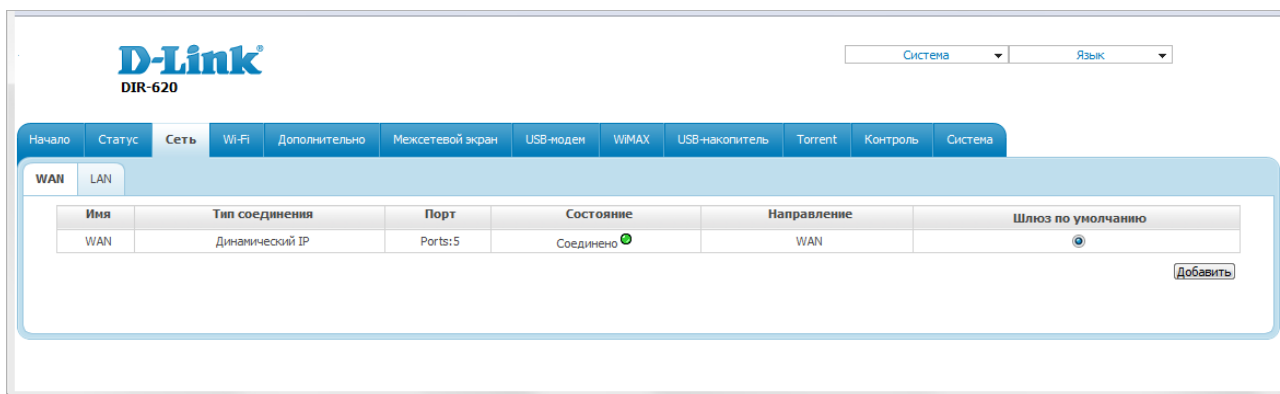 D-Link®
DIR-620
Система Язык
Начало Статус Сеть Wi-Fi Дополнительно Межсетевой экран USB-модем WiMAX USB-накопитель Torrent Контроль Система
WAN LAN
Имя Тип соединения Порт Состояние Направление Шлюз по умолчанию
WAN Динамический IP Ports:5 Соединено WAN
Добавить